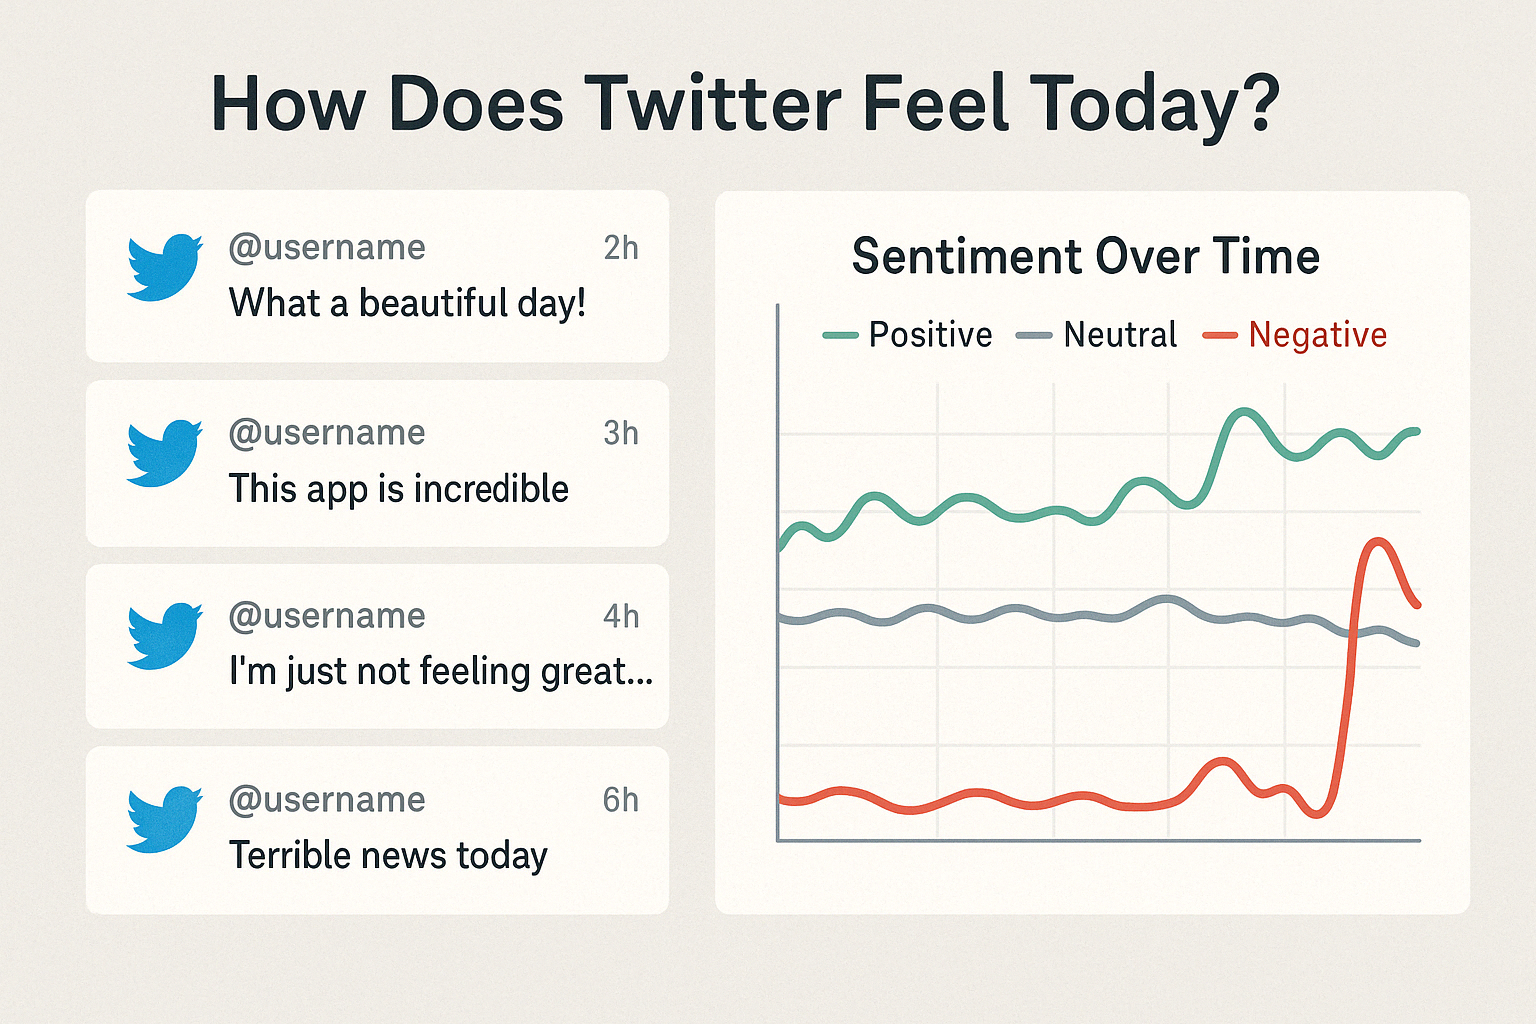 How Does Twitter Feel Today?
@username 2h
What a beautiful day!
@username 3h
This app is incredible
@username 4h
I'm just not feeling great...
@username 6h
Terrible news today
Sentiment Over Time
Positive Neutral Negative